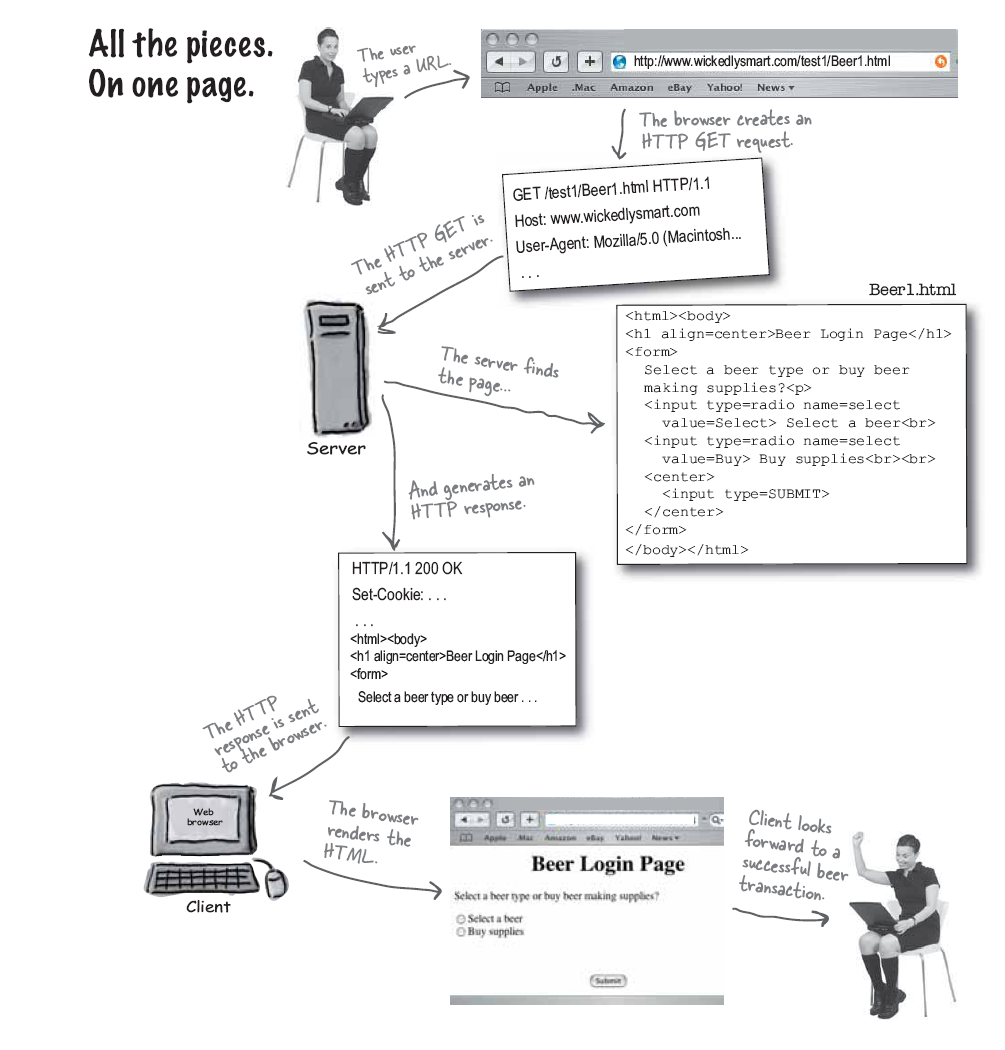 All the pieces.
On one page.
The user
types a URL.
http://www.wickedlysmart.com/test1/Beer1.html
Apple .Mac Amazon eBay Yahoo! News ▾
The browser creates an
HTTP GET request.
GET /test1/Beer1.html HTTP/1.1
Host: www.wickedlysmart.com
User-Agent: Mozilla/5.0 (Macintosh...
. . .
The HTTP GET is
sent to the server.
Server
The server finds
the page...
Beer1.html
<html><body>
<h1 align=center>Beer Login Page</h1>
<form>
Select a beer type or buy beer
making supplies?<p>
<input type=radio name=select
value=Select> Select a beer<br>
<input type=radio name=select
value=Buy> Buy supplies<br><br>
<center>
<input type=SUBMIT>
</center>
</form>
</body></html>
And generates an
HTTP response.
HTTP/1.1 200 OK
Set-Cookie: . . .
. . .
<html><body>
<h1 align=center>Beer Login Page</h1>
<form>
Select a beer type or buy beer . . .
The HTTP
response is sent
to the browser.
Web
browser
Client
The browser
renders the
HTML.
Apple .Mac Amazon eBay Yahoo! News ▾
Beer Login Page
Select a beer type or buy beer making supplies?
Select a beer
Buy supplies
Submit
Client looks
forward to a
successful beer
transaction.